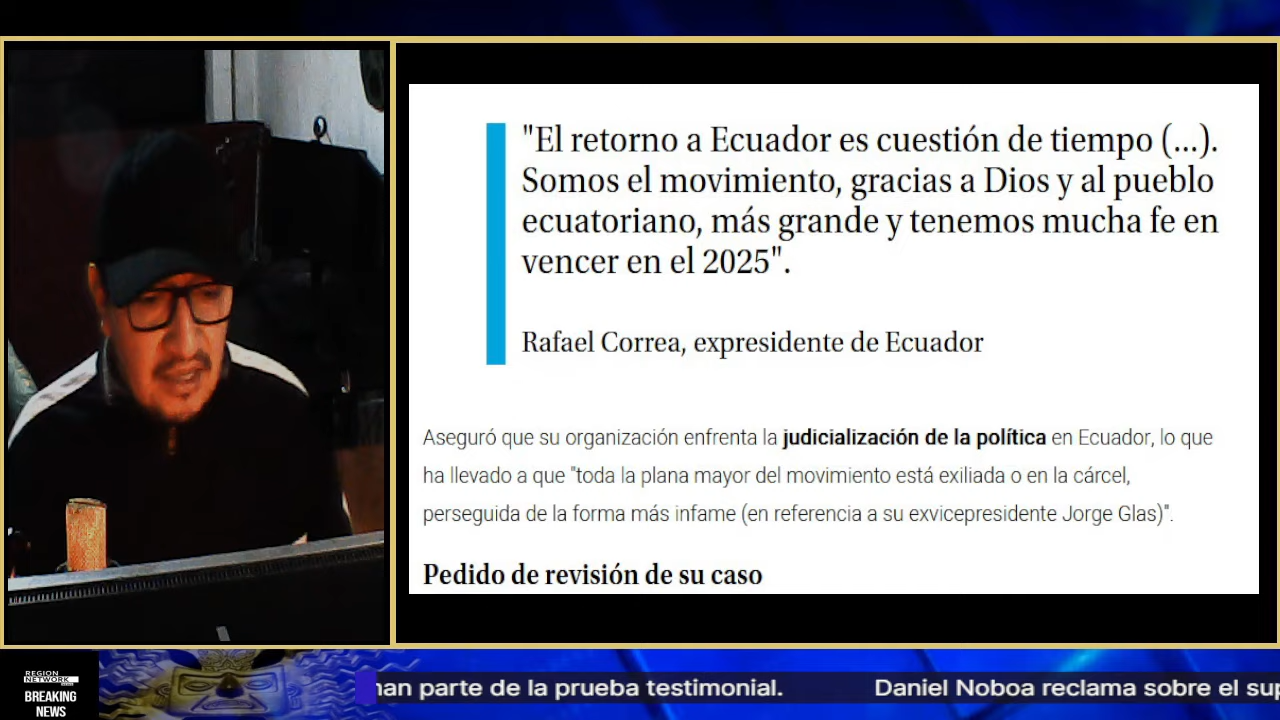 "El retorno a Ecuador es cuestión de tiempo (...).
Somos el movimiento, gracias a Dios y al pueblo
ecuatoriano, más grande y tenemos mucha fe en
vencer en el 2025".
Rafael Correa, expresidente de Ecuador
Aseguró que su organización enfrenta la judicialización de la política en Ecuador, lo que
ha llevado a que "toda la plana mayor del movimiento está exiliada o en la cárcel,
perseguida de la forma más infame (en referencia a su exvicepresidente Jorge Glas)".
Pedido de revisión de su caso
REGION
NETWORK
BREAKING
NEWS
nan parte de la prueba testimonial. Daniel Noboa reclama sobre el sup